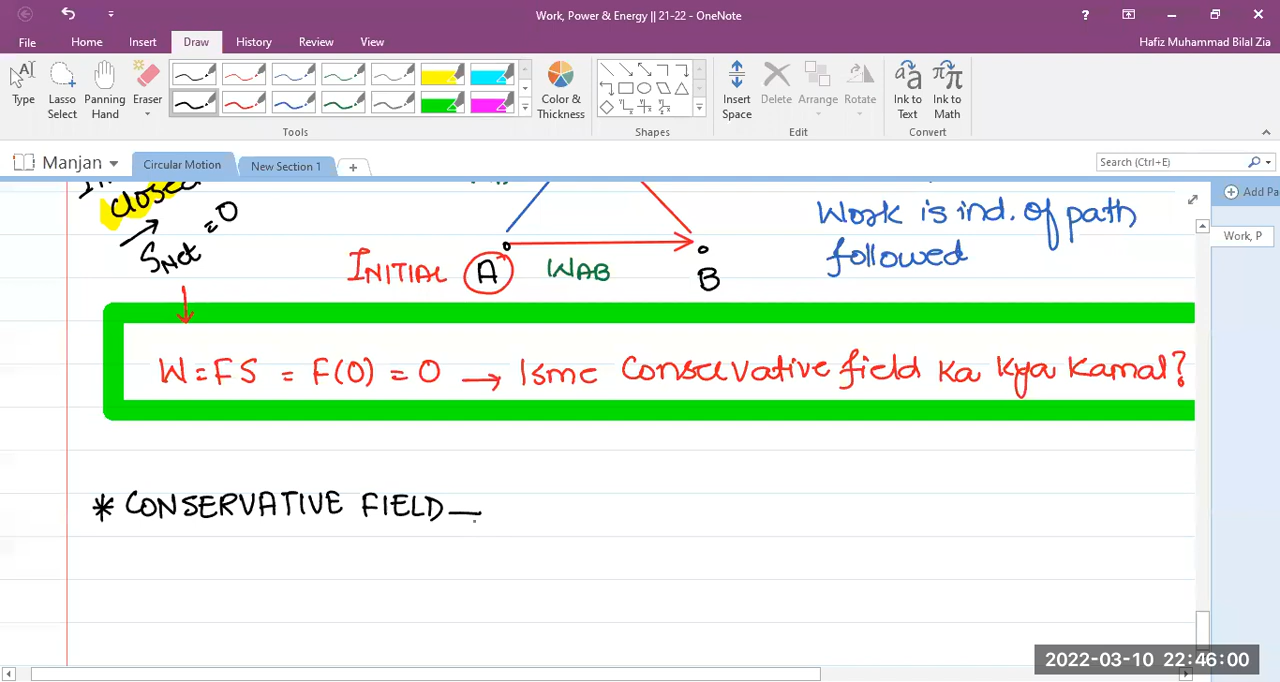 Work, Power & Energy || 21-22 - OneNote
File Home Insert Draw History Review View
Hafiz Muhammad Bilal Zia
Type
Lasso Select
Panning Hand
Eraser
Color & Thickness
Insert Space
Delete
Arrange
Rotate
Ink to Text
Ink to Math
Tools
Shapes
Edit
Convert
Manjan
Circular Motion
New Section 1
Search (Ctrl+E)
Add Pa
Work, P
closed
SNet = 0
INITIAL A
WAB
B
Work is ind. of path
followed
W = FS = F(0) = 0 → Isme Conservative field Ka Kya Kamal?
* CONSERVATIVE FIELD —
2022-03-10 22:46:00